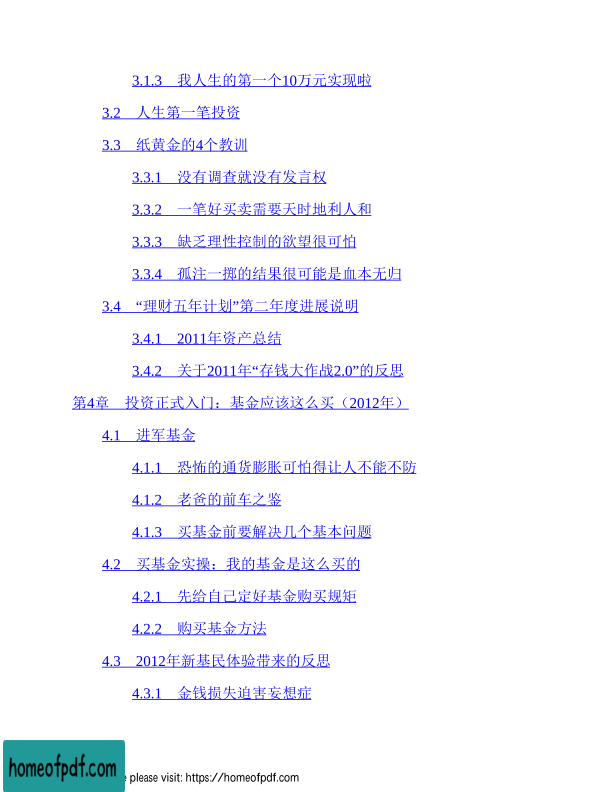 3.1.3 我人生的第一个10万元实现啦
3.2 人生第一笔投资
3.3 纸黄金的4个教训
3.3.1 没有调查就没有发言权
3.3.2 一笔好买卖需要天时地利人和
3.3.3 缺乏理性控制的欲望很可怕
3.3.4 孤注一掷的结果很可能是血本无归
3.4 “理财五年计划”第二年度进展说明
3.4.1 2011年资产总结
3.4.2 关于2011年“存钱大作战2.0”的反思
第4章 投资正式入门：基金应该这么买（2012年）
4.1 进军基金
4.1.1 恐怖的通货膨胀可怕得让人不能不防
4.1.2 老爸的前车之鉴
4.1.3 买基金前要解决几个基本问题
4.2 买基金实操：我的基金是这么买的
4.2.1 先给自己定好基金购买规矩
4.2.2 购买基金方法
4.3 2012年新基民体验带来的反思
4.3.1 金钱损失迫害妄想症
homeofpdf.com
please visit: https://homeofpdf.com